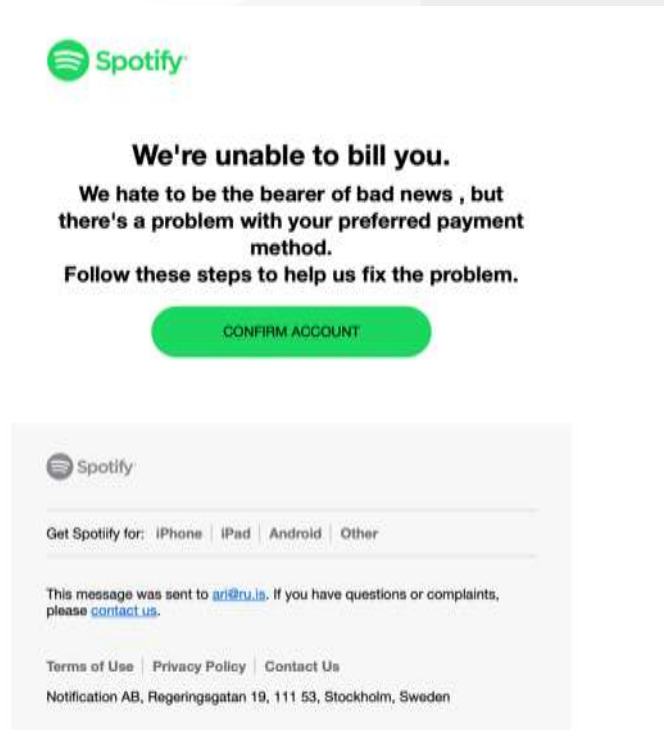 Spotify
We're unable to bill you.
We hate to be the bearer of bad news , but
there's a problem with your preferred payment
method.
Follow these steps to help us fix the problem.
CONFIRM ACCOUNT
Spotify
Get Spotiify for: iPhone | iPad | Android | Other
This message was sent to ari@ru.is. If you have questions or complaints,
please contact us.
Terms of Use | Privacy Policy | Contact Us
Notification AB, Regeringsgatan 19, 111 53, Stockholm, Sweden